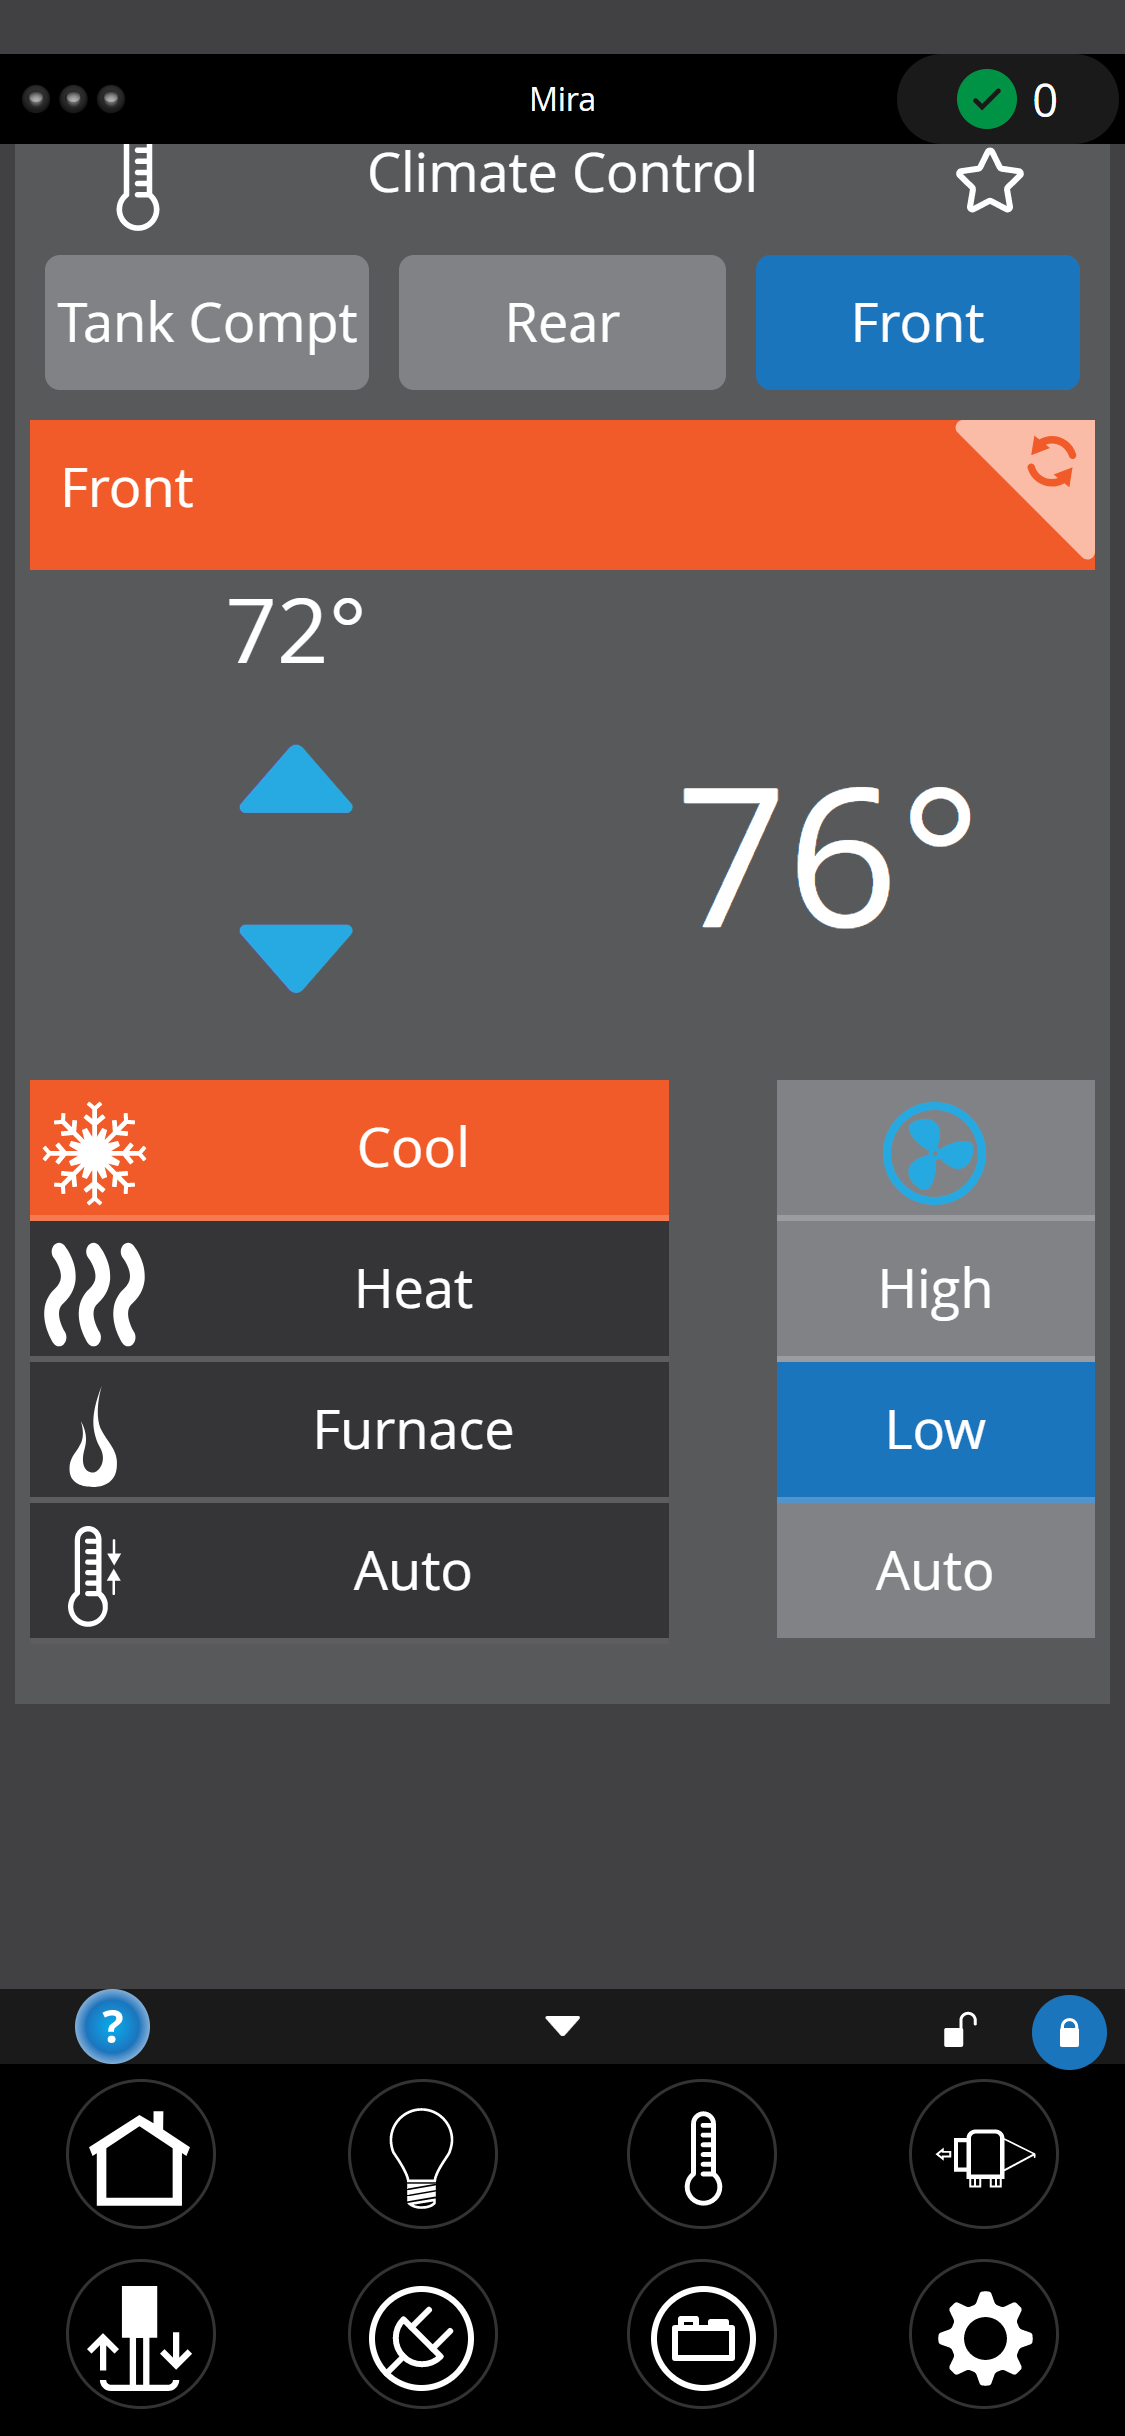 Mira
0
Climate Control
Tank Compt
Rear
Front
Front
72°
76°
Cool
Heat
High
Furnace
Low
Auto
Auto
?